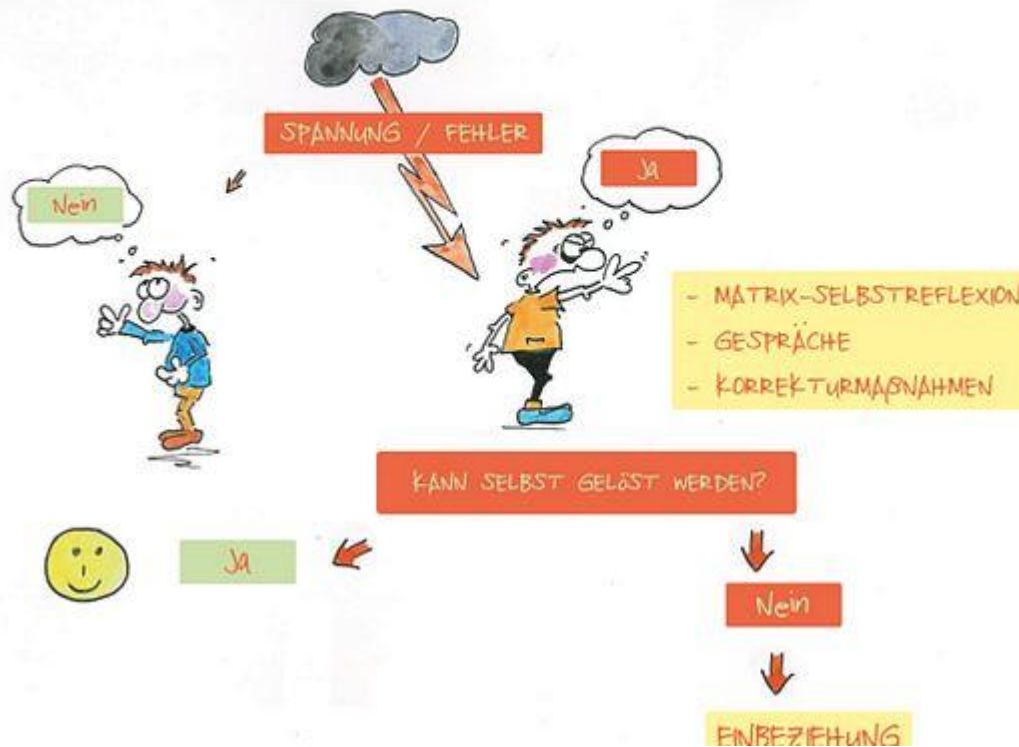 SPANNUNG / FEHLER
Nein
Ja
- MATRIX-SELBSTREFLEXION
- GESPRÄCHE
- KORREKTURMAßNAHMEN
KANN SELBST GELÖST WERDEN?
Ja
Nein
EINBEZIEHUNG